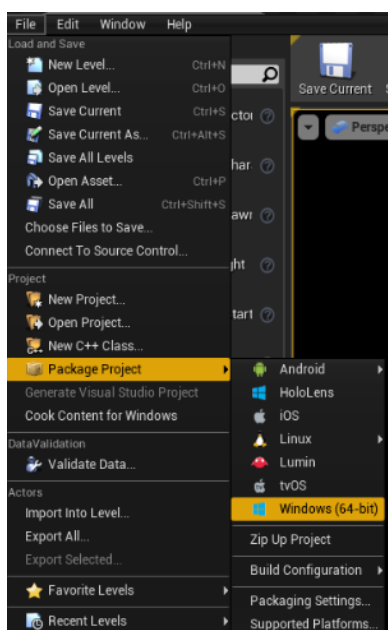 File Edit Window Help
Load and Save
New Level... Ctrl+N
Open Level... Ctrl+O
Save Current Ctrl+S
Save Current As... Ctrl+Alt+S
Save All Levels
Open Asset... Ctrl+P
Save All Ctrl+Shift+S
Choose Files to Save...
Connect To Source Control...
Project
New Project...
Open Project...
New C++ Class...
Package Project
Generate Visual Studio Project
Cook Content for Windows
DataValidation
Validate Data...
Actors
Import Into Level...
Export All...
Export Selected...
Favorite Levels
Recent Levels
Save Current
Perspe
Android
HoloLens
iOS
Linux
Lumin
tvOS
Windows (64-bit)
Zip Up Project
Build Configuration
Packaging Settings...
Supported Platforms...